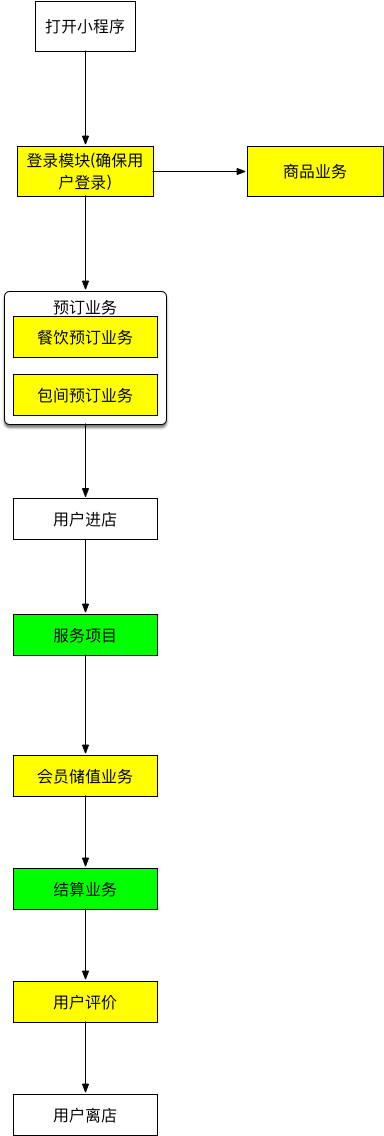 打开小程序
登录模块(确保用
户登录)
商品业务
预订业务
餐饮预订业务
包间预订业务
用户进店
服务项目
会员储值业务
结算业务
用户评价
用户离店